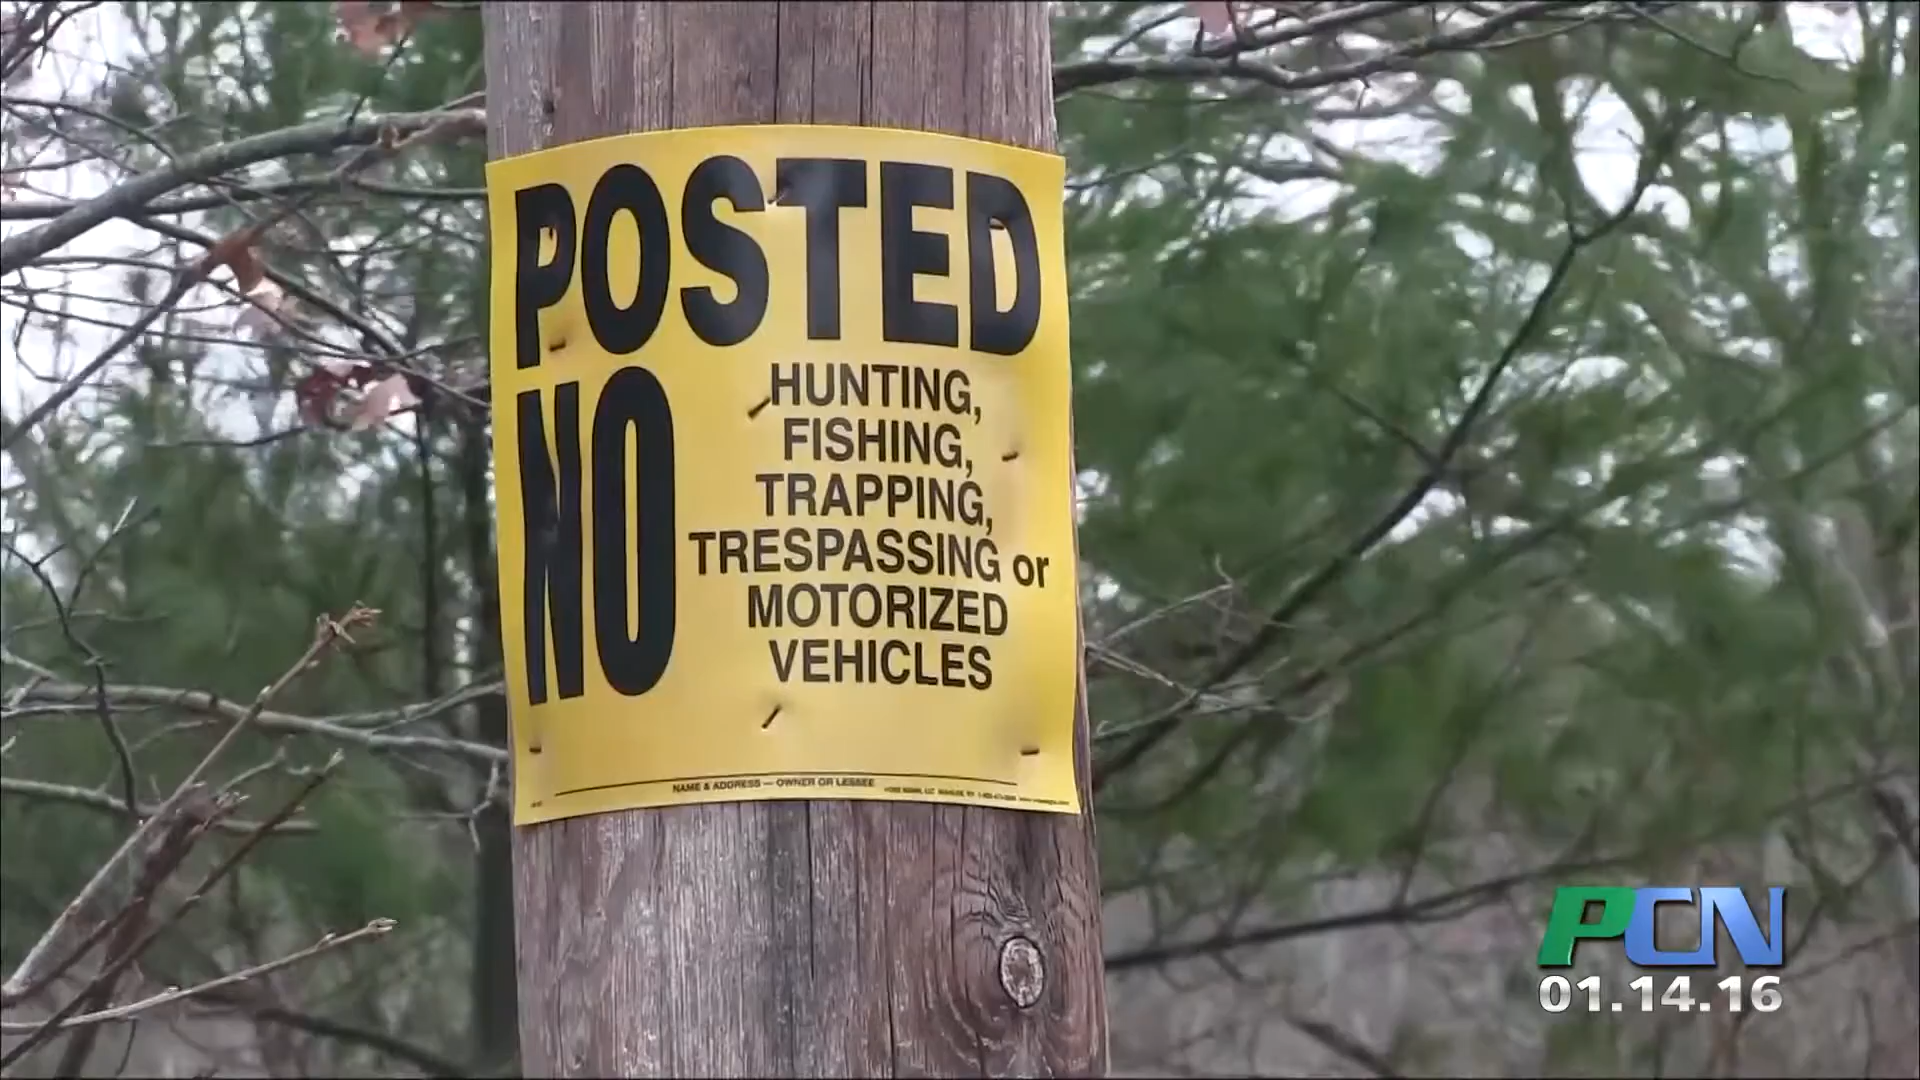 POSTED
NO HUNTING,
FISHING,
TRAPPING,
TRESPASSING or
MOTORIZED
VEHICLES
NAME & ADDRESS — OWNER OR LESSEE
PCN
01.14.16